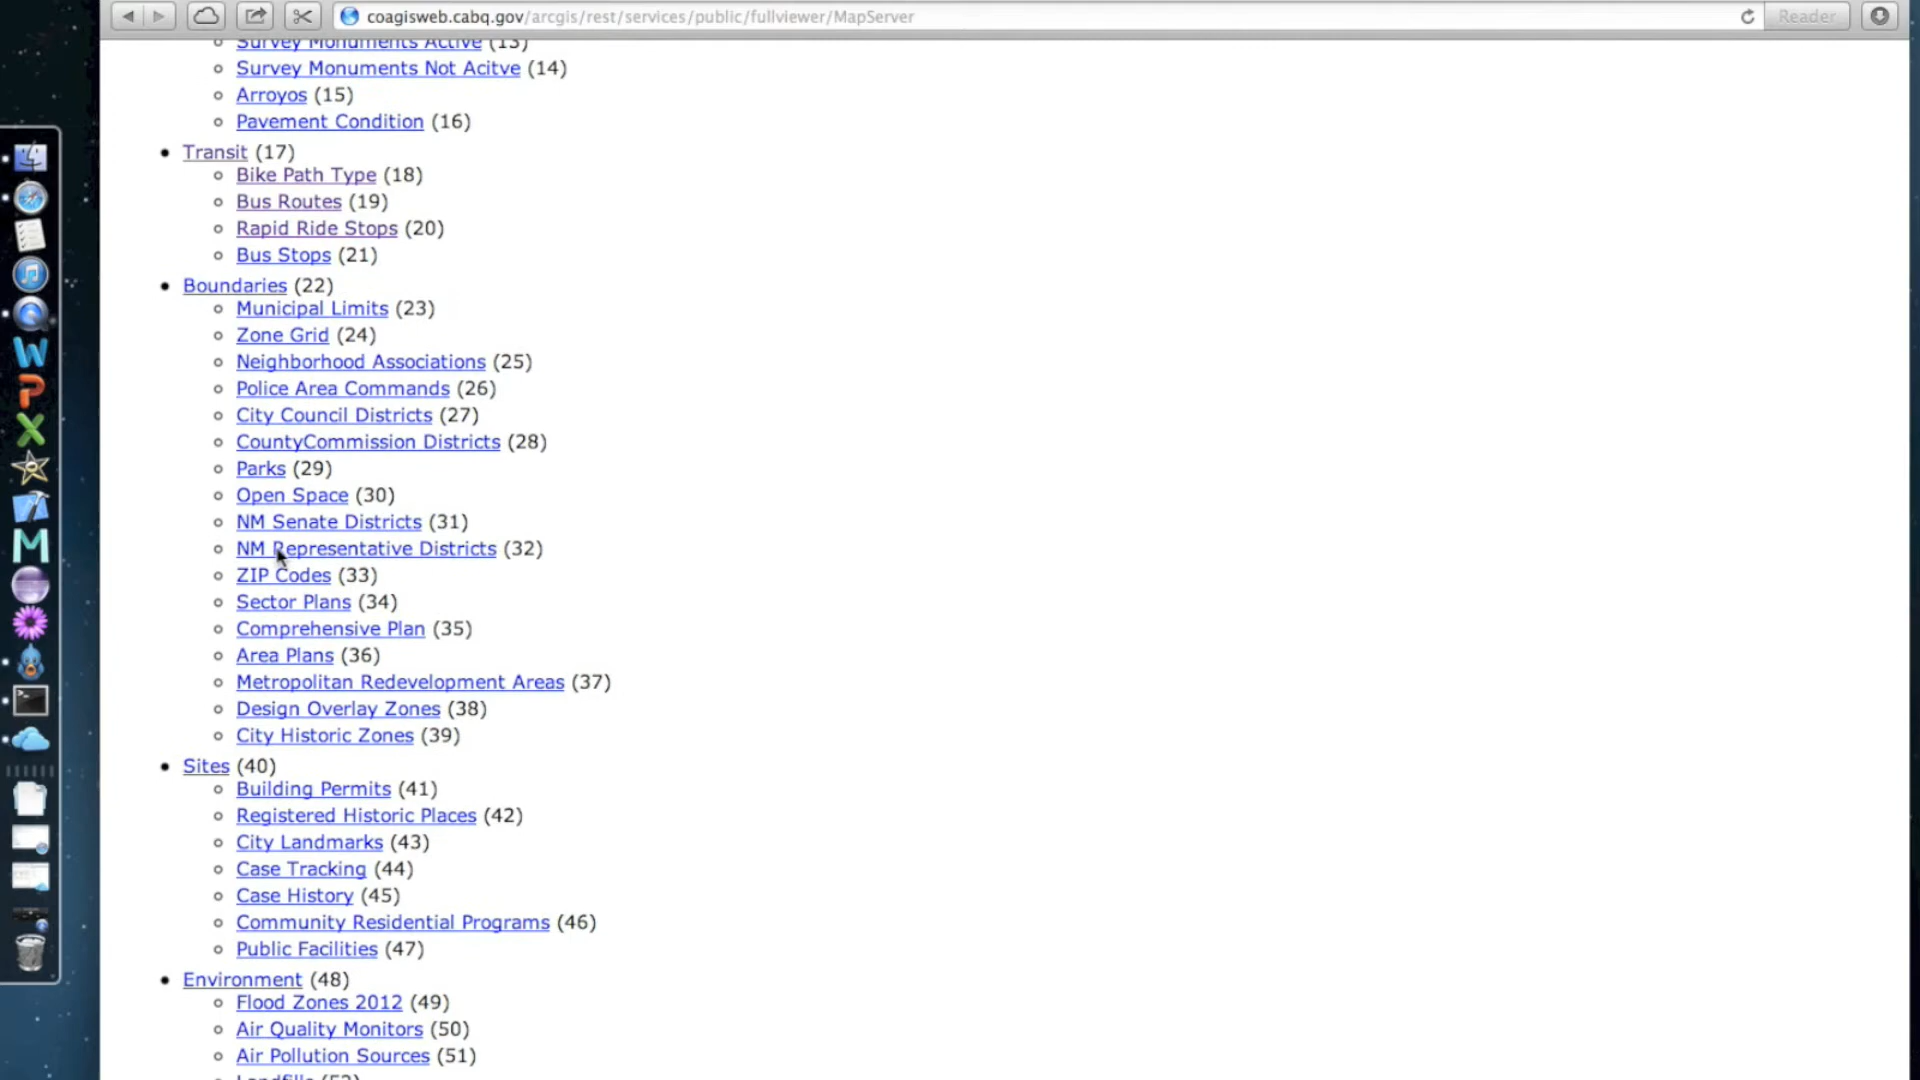 coagisweb.cabq.gov/arcgis/rest/services/public/fullviewer/MapServer
Reader
Survey Monuments Active (13)
Survey Monuments Not Acitve (14)
Arroyos (15)
Pavement Condition (16)
Transit (17)
Bike Path Type (18)
Bus Routes (19)
Rapid Ride Stops (20)
Bus Stops (21)
Boundaries (22)
Municipal Limits (23)
Zone Grid (24)
Neighborhood Associations (25)
Police Area Commands (26)
City Council Districts (27)
CountyCommission Districts (28)
Parks (29)
Open Space (30)
NM Senate Districts (31)
NM Representative Districts (32)
ZIP Codes (33)
Sector Plans (34)
Comprehensive Plan (35)
Area Plans (36)
Metropolitan Redevelopment Areas (37)
Design Overlay Zones (38)
City Historic Zones (39)
Sites (40)
Building Permits (41)
Registered Historic Places (42)
City Landmarks (43)
Case Tracking (44)
Case History (45)
Community Residential Programs (46)
Public Facilities (47)
Environment (48)
Flood Zones 2012 (49)
Air Quality Monitors (50)
Air Pollution Sources (51)
Landfills (52)